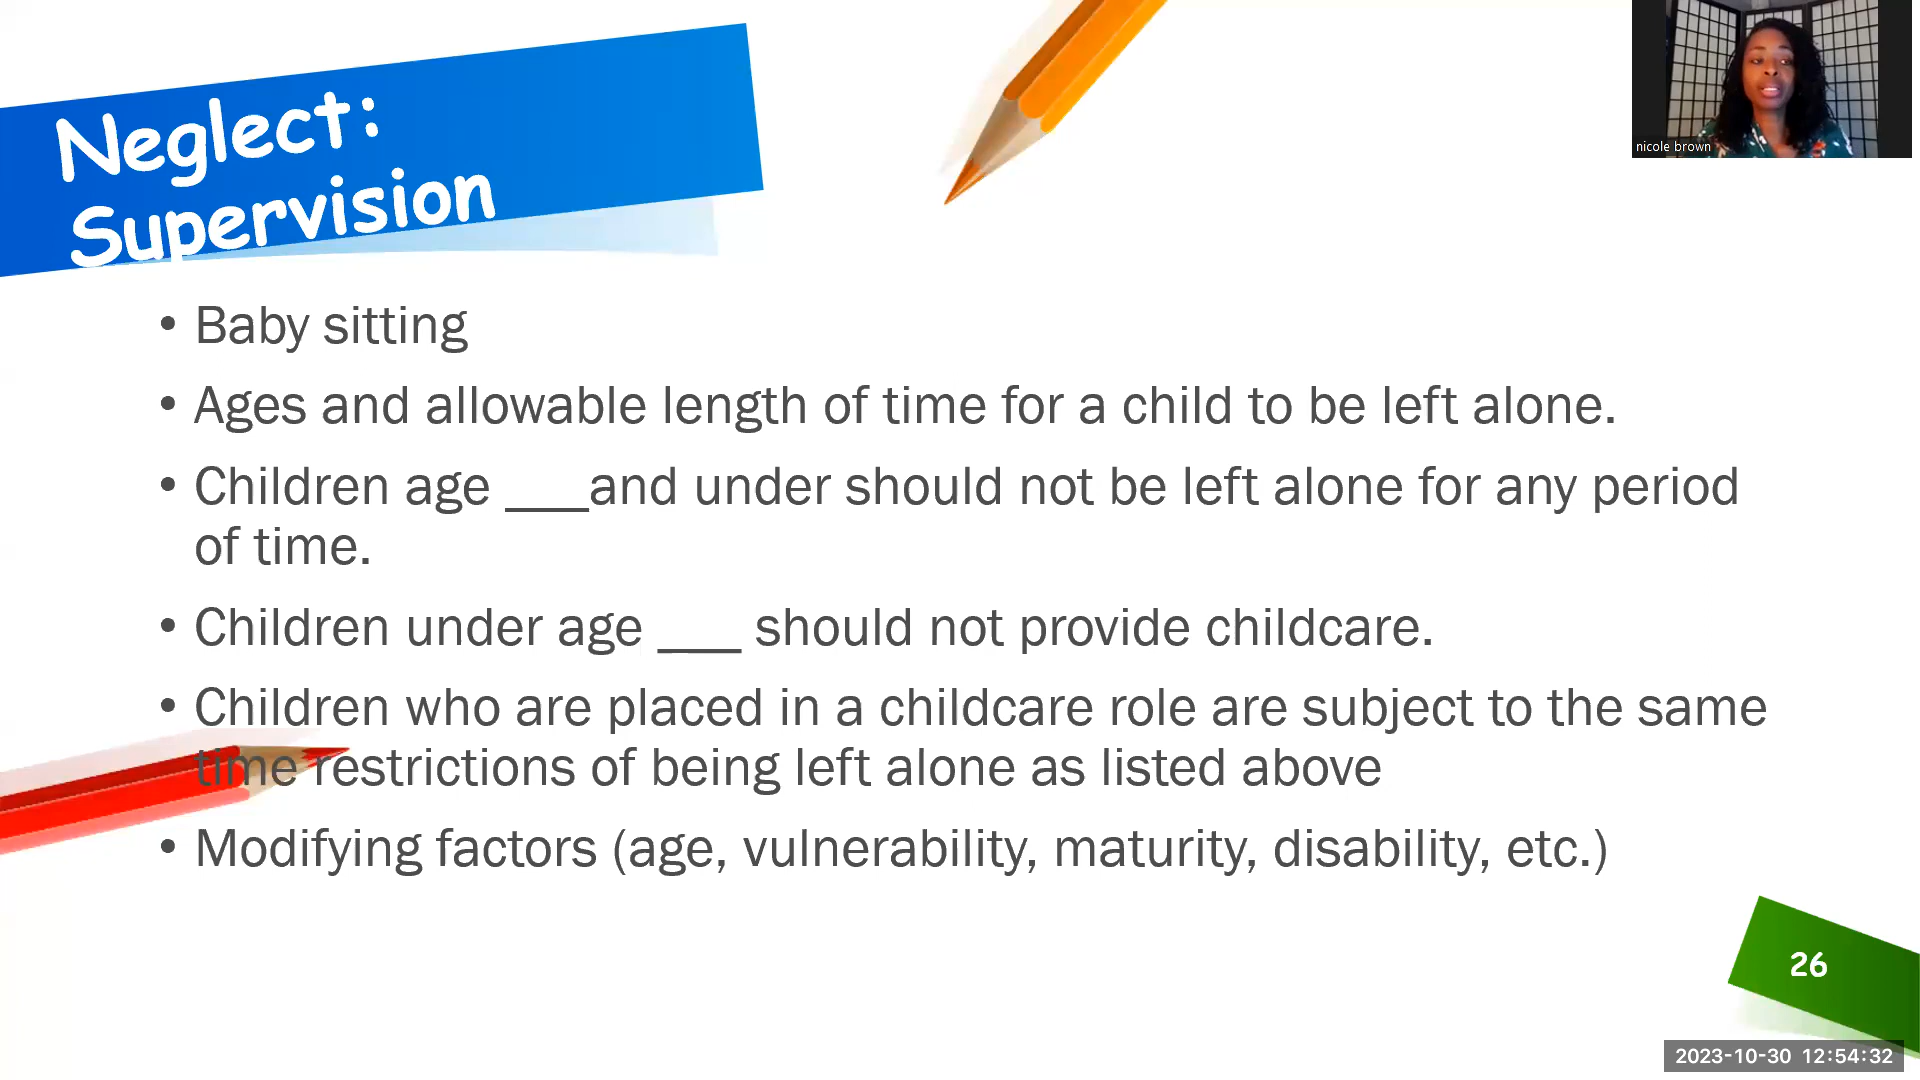 Neglect:
Supervision
nicole brown
• Baby sitting
• Ages and allowable length of time for a child to be left alone.
• Children age ___and under should not be left alone for any period
of time.
• Children under age ___ should not provide childcare.
• Children who are placed in a childcare role are subject to the same
time restrictions of being left alone as listed above
• Modifying factors (age, vulnerability, maturity, disability, etc.)
26
2023-10-30 12:54:32